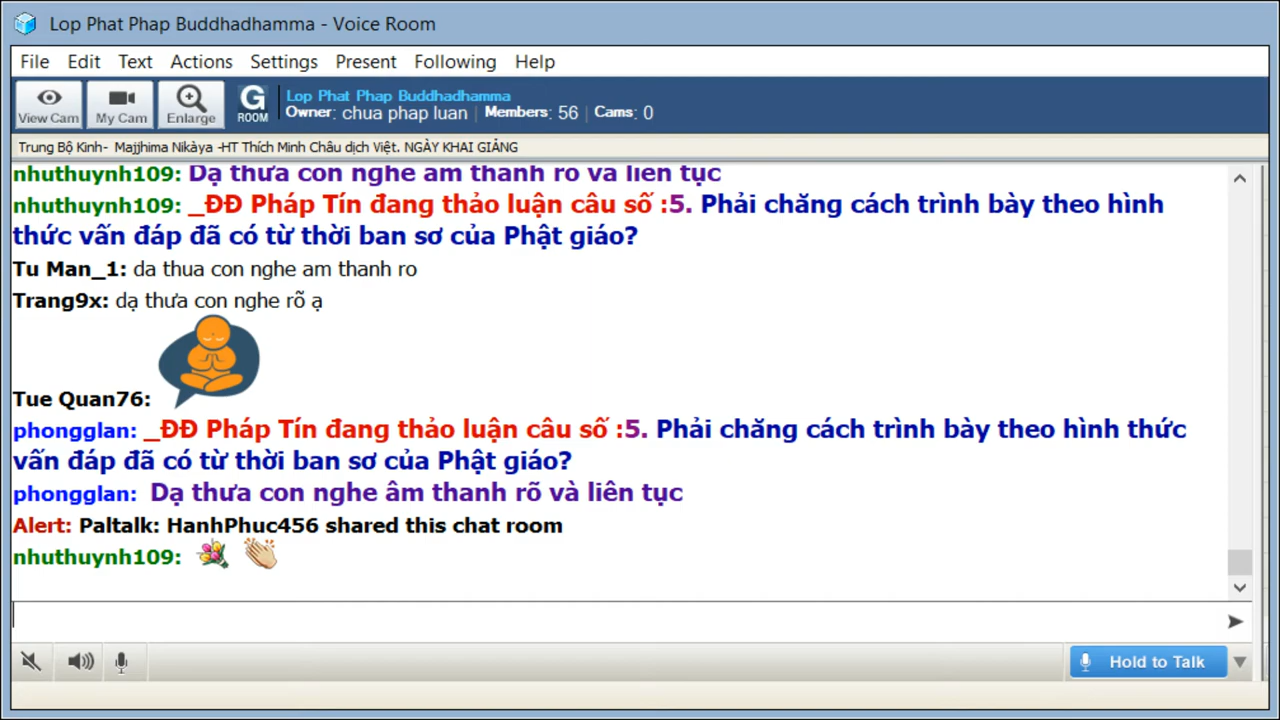 Lop Phat Phap Buddhadhamma - Voice Room
File Edit Text Actions Settings Present Following Help
View Cam My Cam Enlarge G ROOM
Lop Phat Phap Buddhadhamma
Owner: chua phap luan | Members: 56 | Cams: 0
Trung Bộ Kinh- Majjhima Nikàya -HT Thích Minh Châu dịch Việt. NGÀY KHAI GIẢNG
nhuthuynh109: Dạ thưa con nghe âm thanh rõ và liên tục
nhuthuynh109: _ĐĐ Pháp Tín đang thảo luận câu số :5. Phải chăng cách trình bày theo hình
thức vấn đáp đã có từ thời ban sơ của Phật giáo?
Tu Man_1: da thua con nghe am thanh ro
Trang9x: dạ thưa con nghe rõ ạ
Tue Quan76:
phongglan: _ĐĐ Pháp Tín đang thảo luận câu số :5. Phải chăng cách trình bày theo hình thức
vấn đáp đã có từ thời ban sơ của Phật giáo?
phongglan: Dạ thưa con nghe âm thanh rõ và liên tục
Alert: Paltalk: HanhPhuc456 shared this chat room
nhuthuynh109:
Hold to Talk